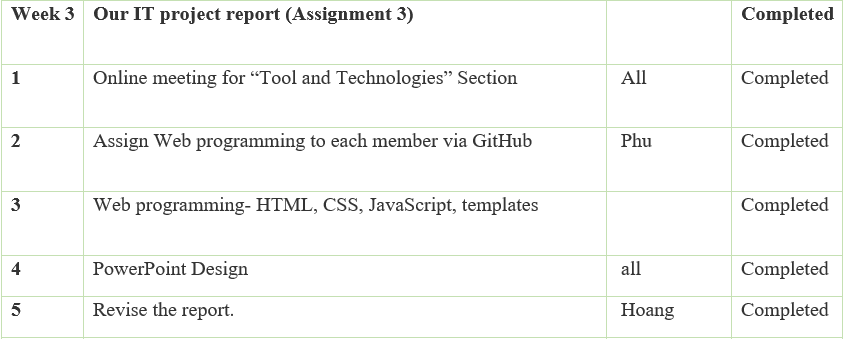 Week 3 Our IT project report (Assignment 3) Completed
1 Online meeting for “Tool and Technologies” Section All Completed
2 Assign Web programming to each member via GitHub Phu Completed
3 Web programming- HTML, CSS, JavaScript, templates Completed
4 PowerPoint Design all Completed
5 Revise the report. Hoang Completed